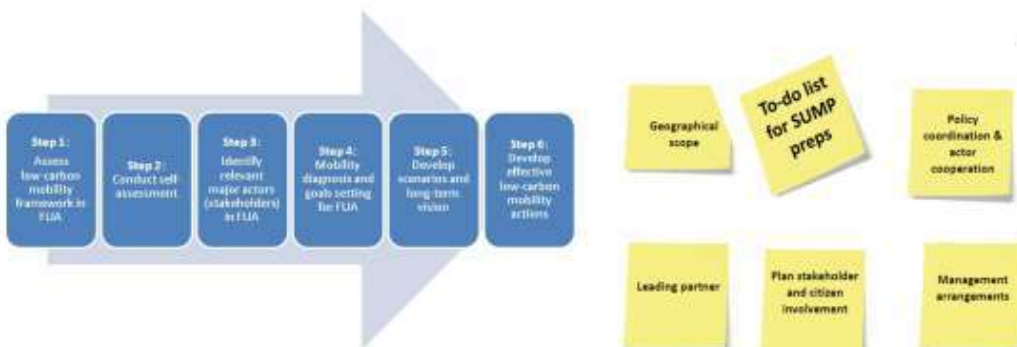 Step 1:
Assess
low-carbon
mobility
framework in
FUA
Step 2:
Conduct self-
assessment
Step 3:
Identify
relevant
major actors
(stakeholders)
in FUA
Step 4:
Mobility
diagnosis and
goals setting
for FUA
Step 5:
Develop
scenarios and
long-term
vision
Step 6:
Develop
effective
low-carbon
mobility
actions
Geographical
scope
To-do list
for SUMP
preps
Policy
coordination &
actor
cooperation
Leading partner
Plan stakeholder
and citizen
involvement
Management
arrangements